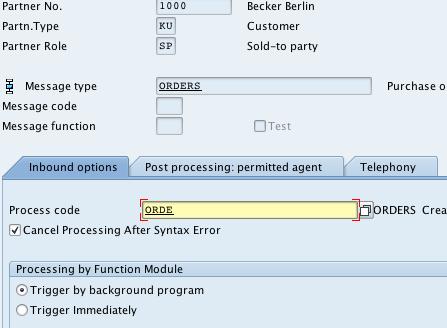 Partner No. 1000 Becker Berlin
Partn.Type KU Customer
Partner Role SP Sold-to party
Message type ORDERS Purchase o
Message code
Message function Test
Inbound options Post processing: permitted agent Telephony
Process code ORDE ORDERS Crea
Cancel Processing After Syntax Error
Processing by Function Module
Trigger by background program
Trigger Immediately